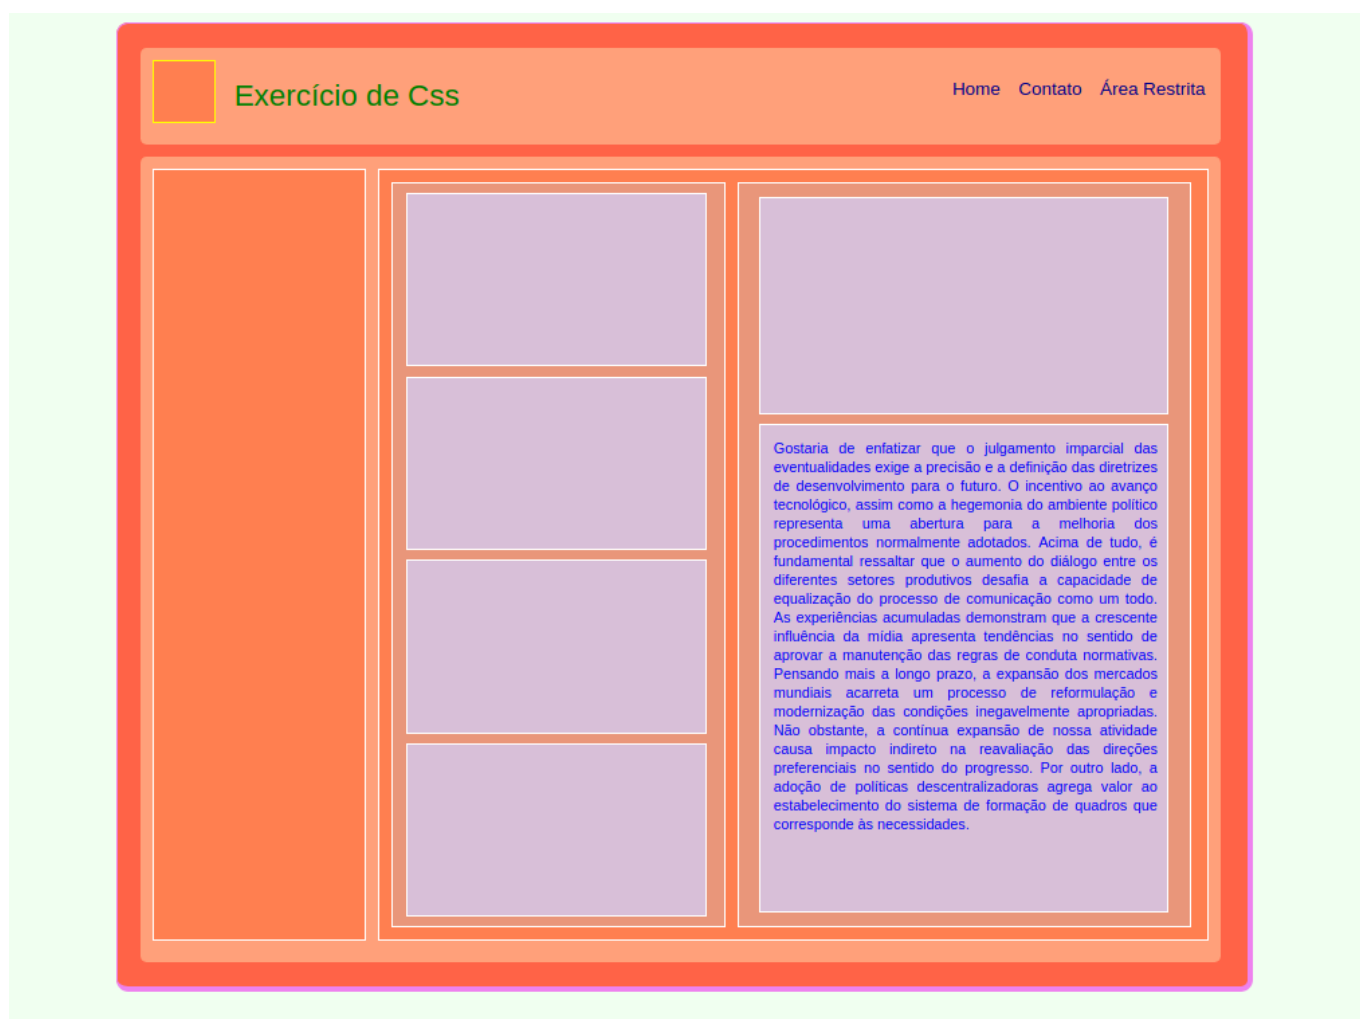 Exercício de Css
Home Contato Área Restrita
Gostaria de enfatizar que o julgamento imparcial das
eventualidades exige a precisão e a definição das diretrizes
de desenvolvimento para o futuro. O incentivo ao avanço
tecnológico, assim como a hegemonia do ambiente político
representa uma abertura para a melhoria dos
procedimentos normalmente adotados. Acima de tudo, é
fundamental ressaltar que o aumento do diálogo entre os
diferentes setores produtivos desafia a capacidade de
equalização do processo de comunicação como um todo.
As experiências acumuladas demonstram que a crescente
influência da mídia apresenta tendências no sentido de
aprovar a manutenção das regras de conduta normativas.
Pensando mais a longo prazo, a expansão dos mercados
mundiais acarreta um processo de reformulação e
modernização das condições inegavelmente apropriadas.
Não obstante, a contínua expansão de nossa atividade
causa impacto indireto na reavaliação das direções
preferenciais no sentido do progresso. Por outro lado, a
adoção de políticas descentralizadoras agrega valor ao
estabelecimento do sistema de formação de quadros que
corresponde às necessidades.